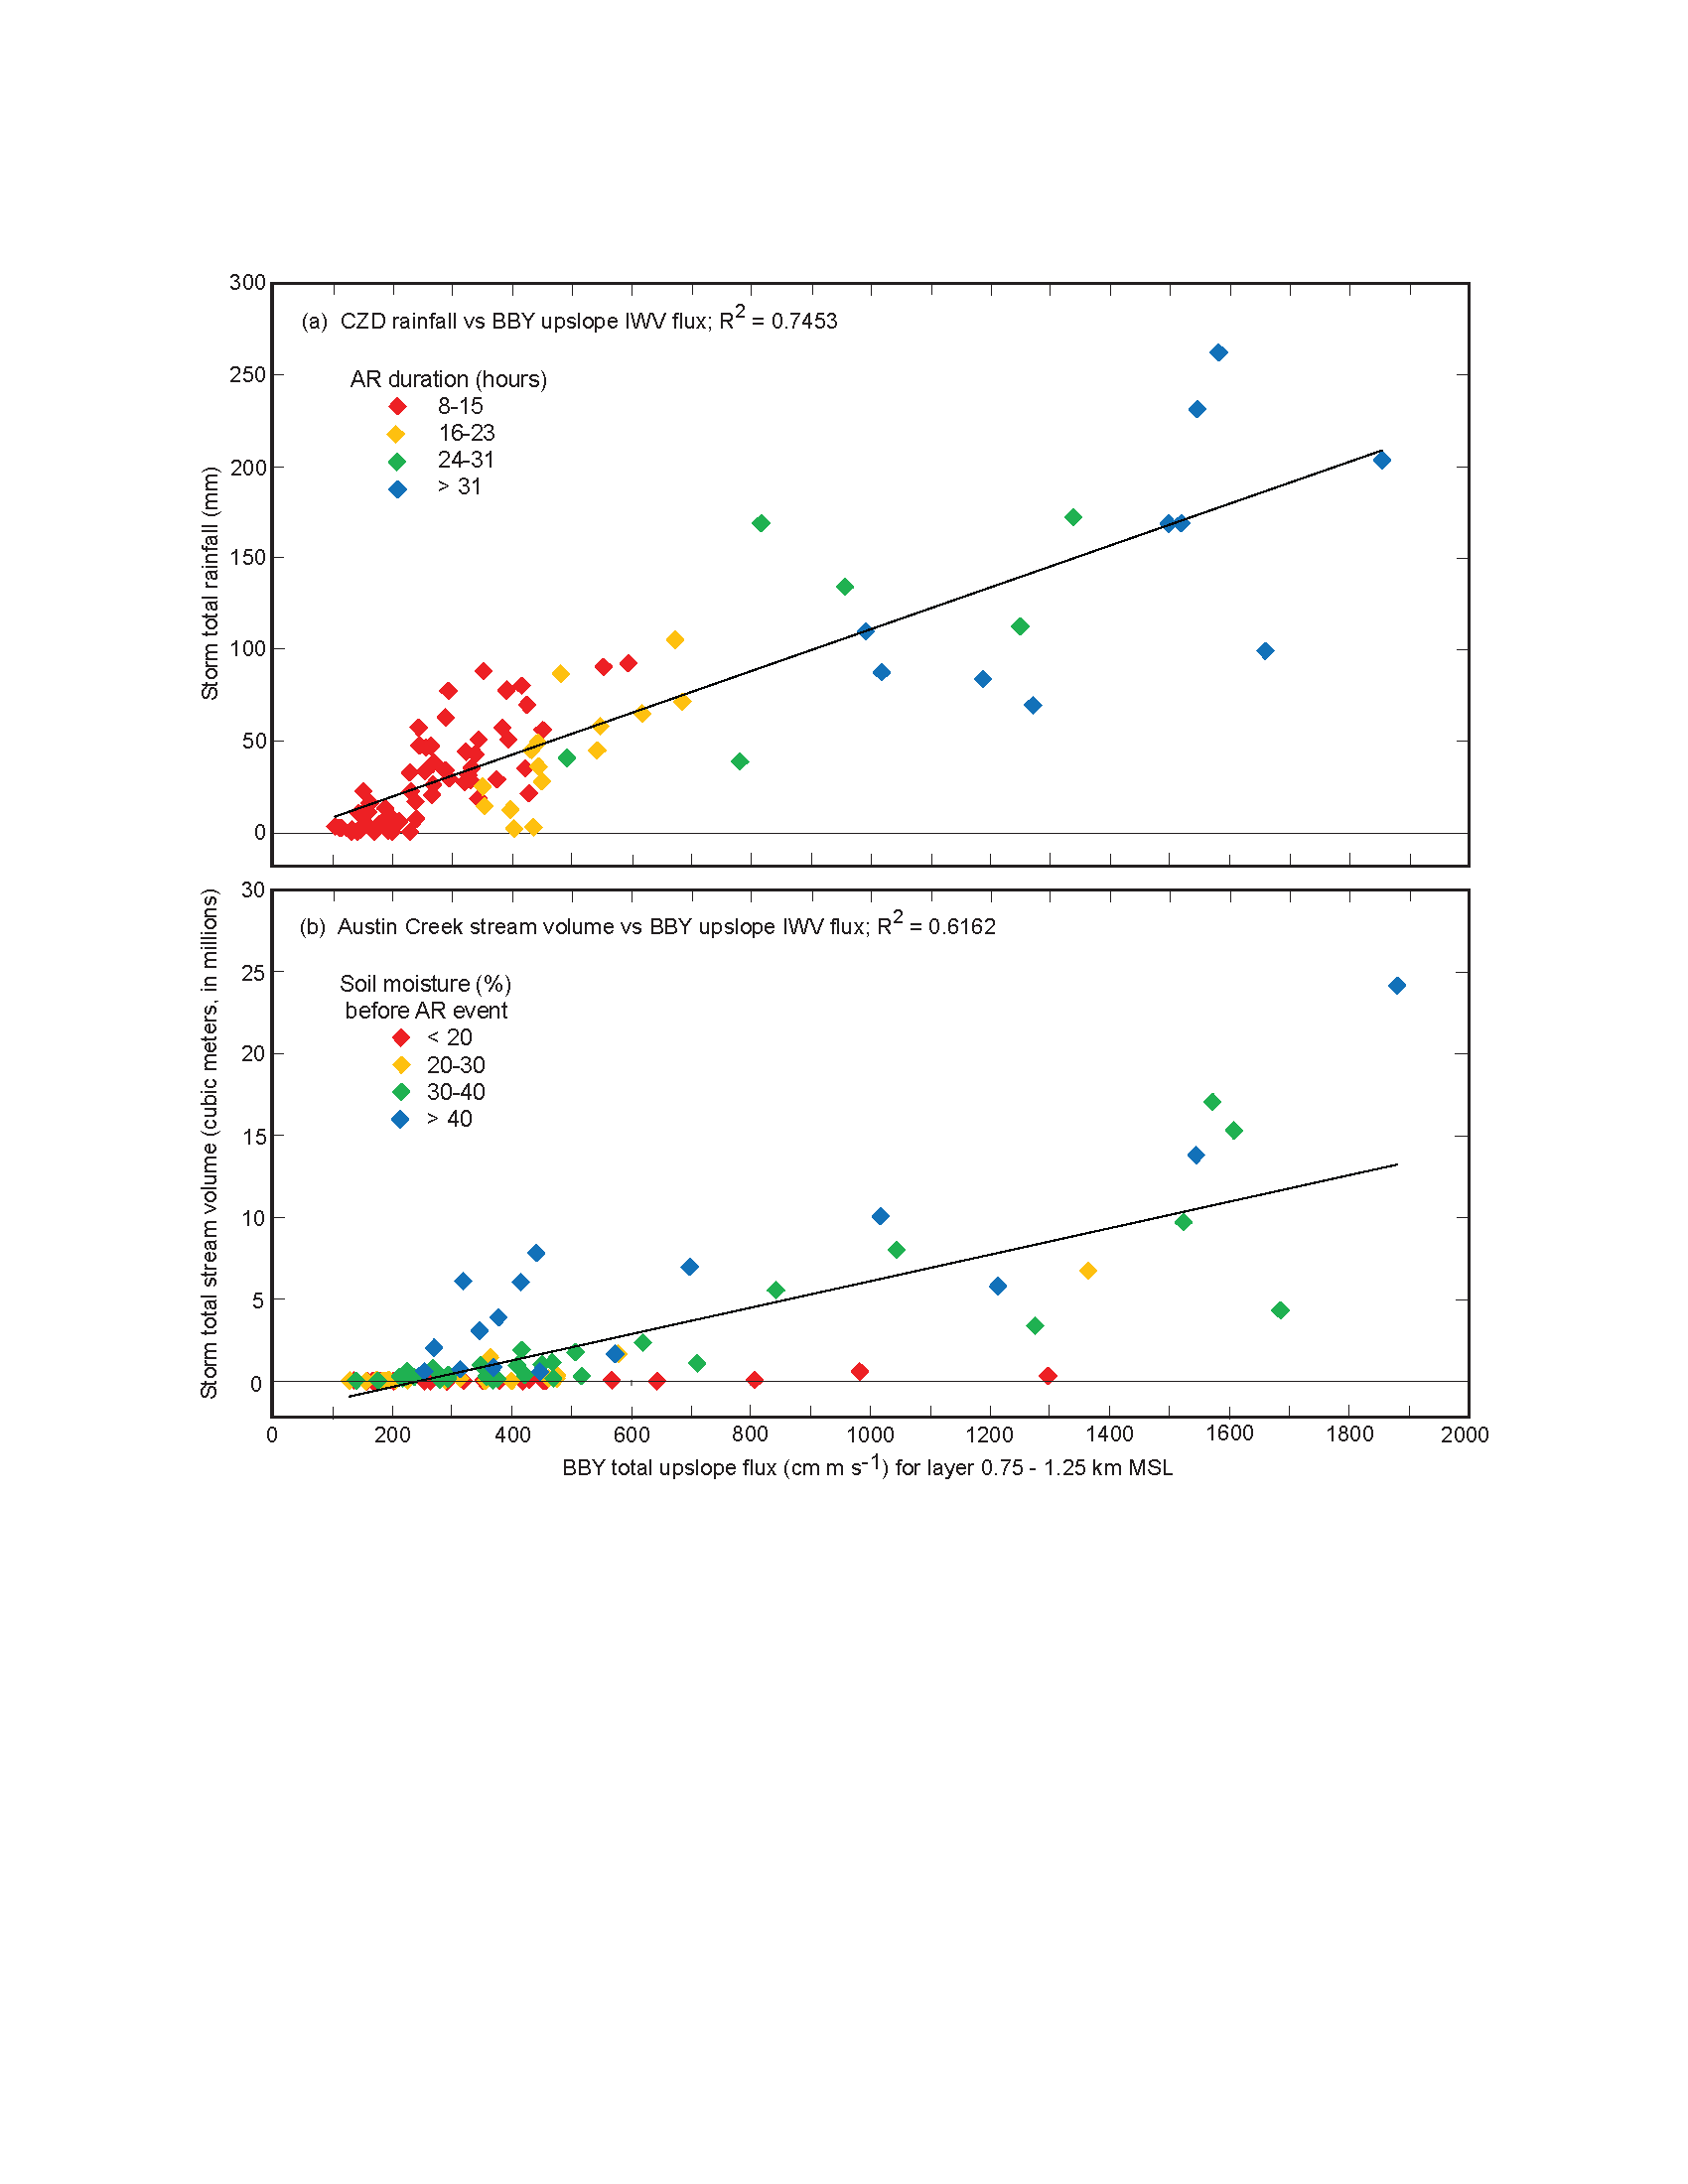 300
(a) CZD rainfall vs BBY upslope IWV flux; R2 = 0.7453
AR duration (hours)
8-15
16-23
24-31
> 31
250
200
150
100
50
0
Storm total rainfall (mm)
30
(b) Austin Creek stream volume vs BBY upslope IWV flux; R2 = 0.6162
Soil moisture (%)
before AR event
< 20
20-30
30-40
> 40
25
20
15
10
5
0
Storm total stream volume (cubic meters, in millions)
0 200 400 600 800 1000 1200 1400 1600 1800 2000
BBY total upslope flux (cm m s-1) for layer 0.75 - 1.25 km MSL